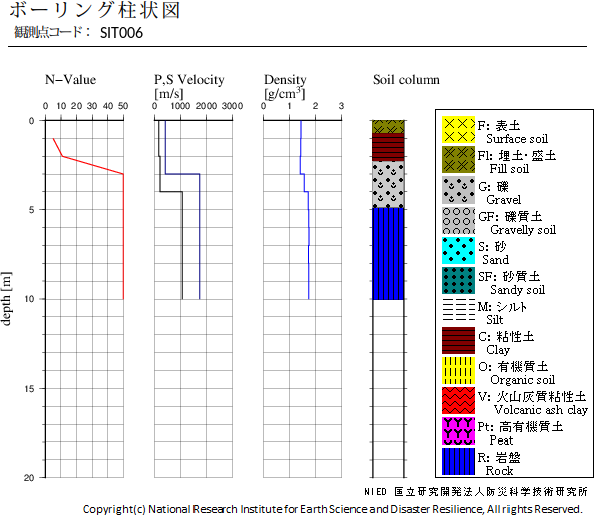 ボーリング柱状図
観測点コード： SIT006
N−Value
P,S Velocity
[m/s]
Density
[g/cm³]
Soil column
0 10 20 30 40 50
0 1000 2000 3000
0 1 2 3
0
5
10
15
20
depth [m]
F: 表土
Surface soil
Fl: 埋土・盛土
Fill soil
G: 礫
Gravel
GF: 礫質土
Gravelly soil
S: 砂
Sand
SF: 砂質土
Sandy soil
M: シルト
Silt
C: 粘性土
Clay
O: 有機質土
Organic soil
V: 火山灰質粘性土
Volcanic ash clay
Pt: 高有機質土
Peat
R: 岩盤
Rock
NIED 国立研究開発法人防災科学技術研究所
Copyright(c) National Research Institute for Earth Science and Disaster Resilience, All rights Reserved.